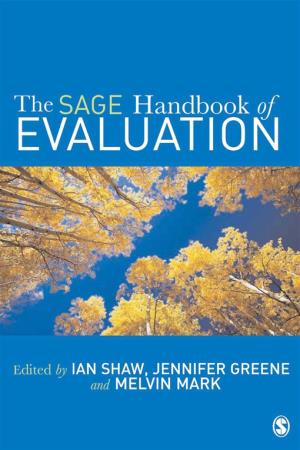 The SAGE Handbook of
EVALUATION
Edited by IAN SHAW, JENNIFER GREENE
and MELVIN MARK
S